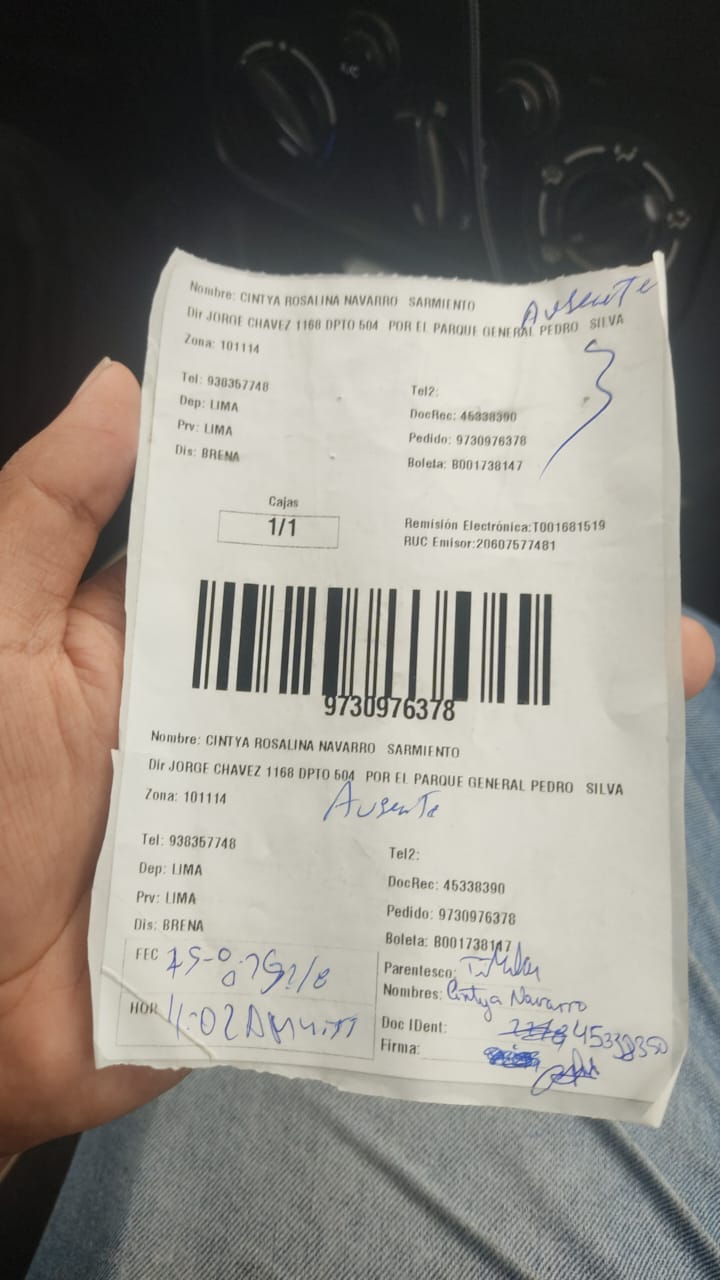 Nombre: CINTYA ROSALINA NAVARRO SARMIENTO
Ausente
Dir JORGE CHAVEZ 1168 DPTO 504 POR EL PARQUE GENERAL PEDRO SILVA
Zona: 101114
Tel: 938357748
Tel2:
Dep: LIMA
DocRec: 45338390
Prv: LIMA
Pedido: 9730976378
Dis: BRENA
Boleta: B001738147
Cajas
1/1
Remisión Electrónica:T001681519
RUC Emisor:20607577481
9730976378
Nombre: CINTYA ROSALINA NAVARRO SARMIENTO
Dir JORGE CHAVEZ 1168 DPTO 504 POR EL PARQUE GENERAL PEDRO SILVA
Zona: 101114
Ausente
Tel: 938357748
Tel2:
Dep: LIMA
DocRec: 45338390
Prv: LIMA
Pedido: 9730976378
Dis: BRENA
Boleta: B001738147
FEC
Parentesco:
Nombres: Cintya Navarro
HOR 11:02AM
Doc IDent:
Firma: